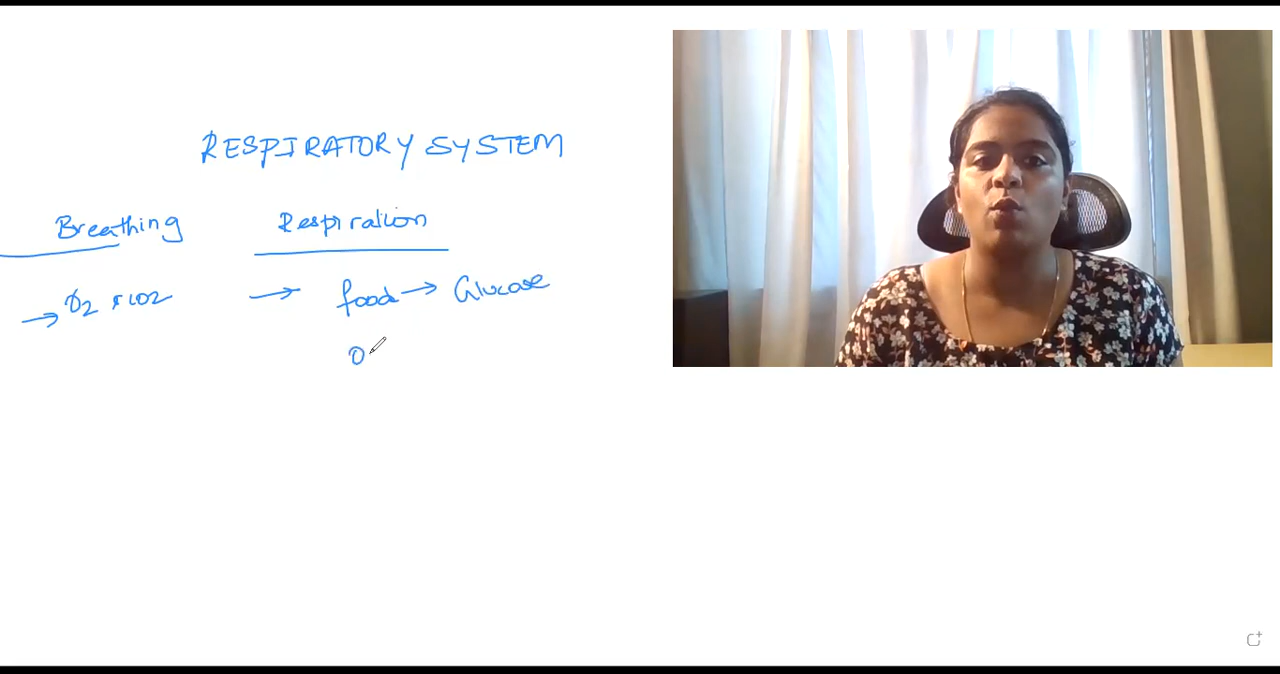 RESPIRATORY SYSTEM
Breathing Respiration
→ O2 & CO2 → food → Glucose
O